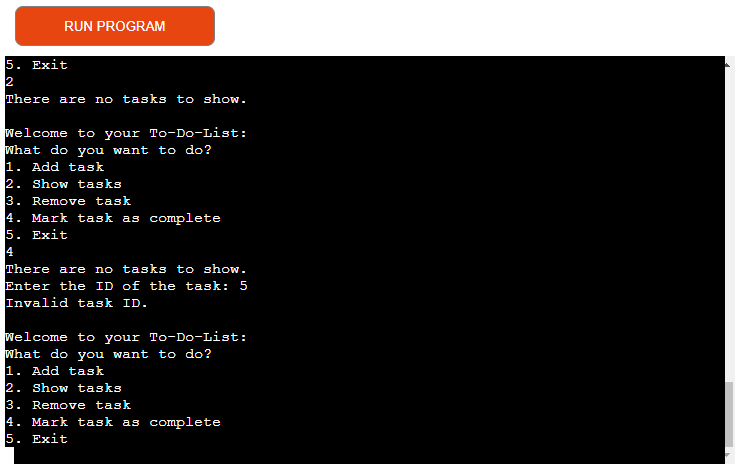 RUN PROGRAM
5. Exit
2
There are no tasks to show.
Welcome to your To-Do-List:
What do you want to do?
1. Add task
2. Show tasks
3. Remove task
4. Mark task as complete
5. Exit
4
There are no tasks to show.
Enter the ID of the task: 5
Invalid task ID.
Welcome to your To-Do-List:
What do you want to do?
1. Add task
2. Show tasks
3. Remove task
4. Mark task as complete
5. Exit